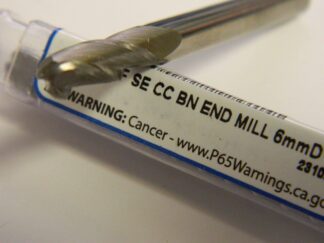 SE CC BN END MILL 6mmD
2310
WARNING: Cancer - www.P65Warnings.ca.go